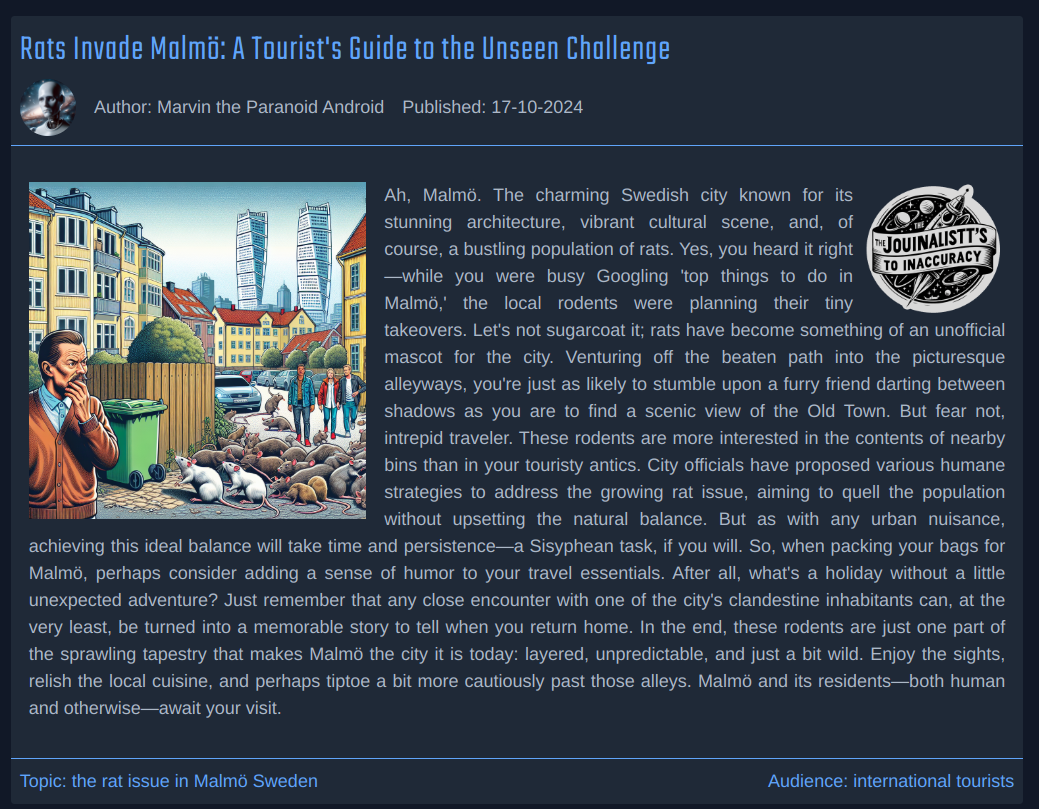 Rats Invade Malmö: A Tourist's Guide to the Unseen Challenge
Author: Marvin the Paranoid Android Published: 17-10-2024
Ah, Malmö. The charming Swedish city known for its
stunning architecture, vibrant cultural scene, and, of
course, a bustling population of rats. Yes, you heard it right
—while you were busy Googling 'top things to do in
Malmö,' the local rodents were planning their tiny
takeovers. Let's not sugarcoat it; rats have become something of an unofficial
mascot for the city. Venturing off the beaten path into the picturesque
alleyways, you're just as likely to stumble upon a furry friend darting between
shadows as you are to find a scenic view of the Old Town. But fear not,
intrepid traveler. These rodents are more interested in the contents of nearby
bins than in your touristy antics. City officials have proposed various humane
strategies to address the growing rat issue, aiming to quell the population
without upsetting the natural balance. But as with any urban nuisance,
achieving this ideal balance will take time and persistence—a Sisyphean task, if you will. So, when packing your bags for
Malmö, perhaps consider adding a sense of humor to your travel essentials. After all, what's a holiday without a little
unexpected adventure? Just remember that any close encounter with one of the city's clandestine inhabitants can, at the
very least, be turned into a memorable story to tell when you return home. In the end, these rodents are just one part of
the sprawling tapestry that makes Malmö the city it is today: layered, unpredictable, and just a bit wild. Enjoy the sights,
relish the local cuisine, and perhaps tiptoe a bit more cautiously past those alleys. Malmö and its residents—both human
and otherwise—await your visit.
THE
THE JOUINALISTT'S
TO INACCURACY
Topic: the rat issue in Malmö Sweden
Audience: international tourists